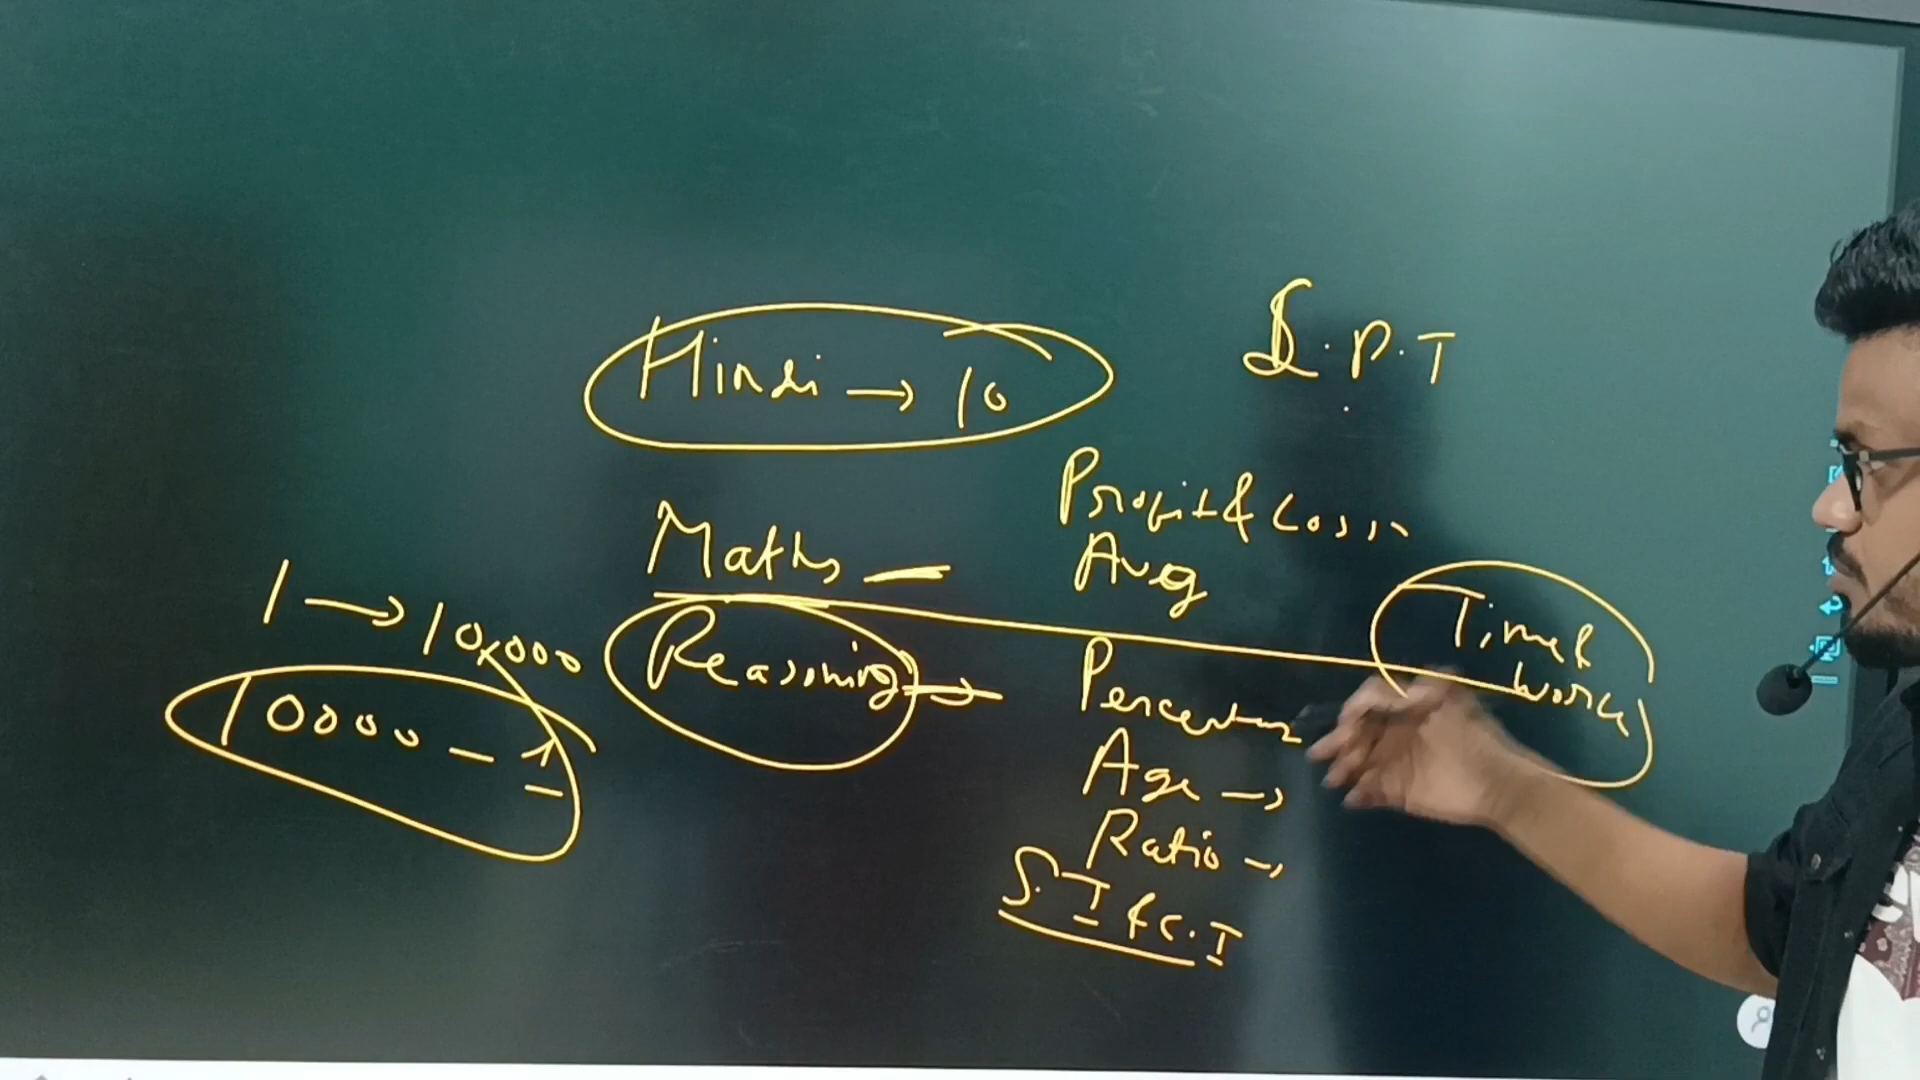 Hindi → 10
P.T
Profit & Loss
Avg
Maths —
Time &
Work
1 → 10,000
Reasoning →
10000 –
Percentage
Age →
Ratio →
S.I & C.I